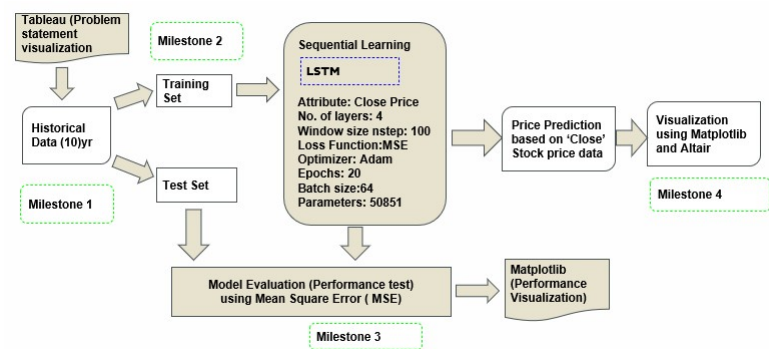 Tableau (Problem
statement
visualization
Milestone 2
Training
Set
Historical
Data (10)yr
Test Set
Milestone 1
Sequential Learning
LSTM
Attribute: Close Price
No. of layers: 4
Window size nstep: 100
Loss Function:MSE
Optimizer: Adam
Epochs: 20
Batch size:64
Parameters: 50851
Price Prediction
based on ‘Close’
Stock price data
Visualization
using Matplotlib
and Altair
Milestone 4
Model Evaluation (Performance test)
using Mean Square Error ( MSE)
Matplotlib
(Performance
Visualization)
Milestone 3